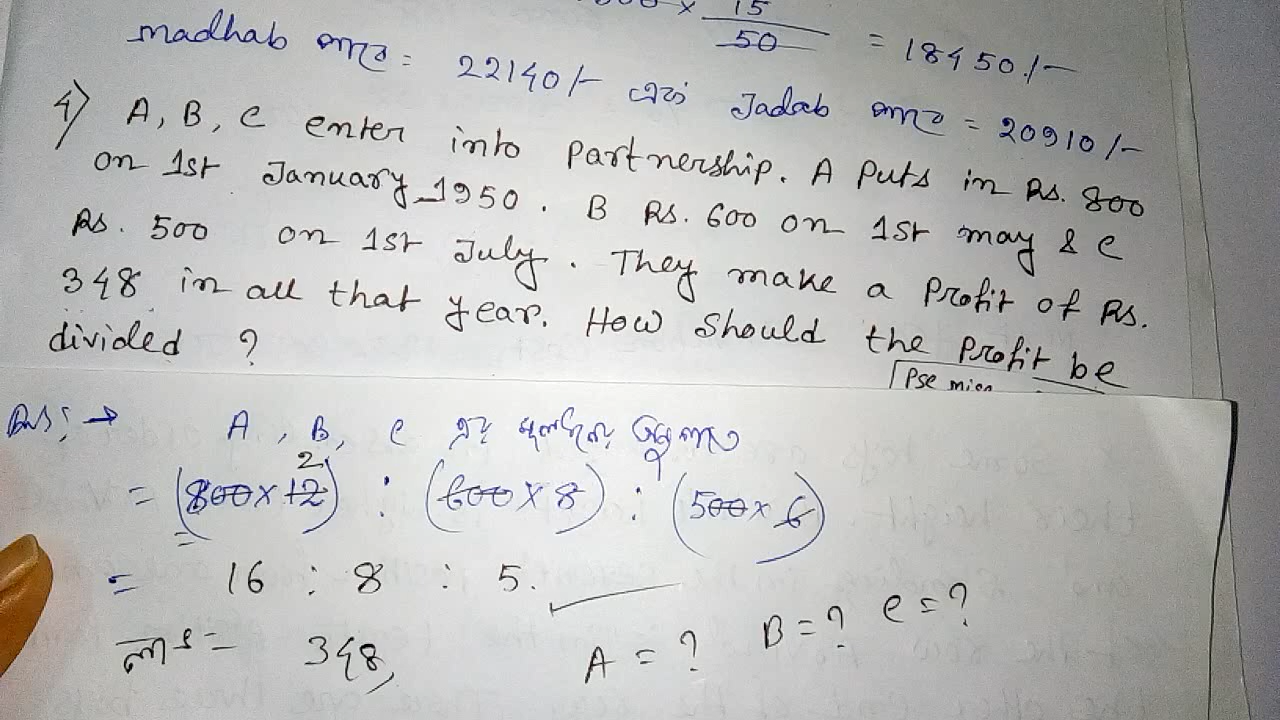 × 15
50 = 18450/-
madhab পাবে = 22140/- এবং Jadab পাবে = 20910/-
4) A, B, C enter into partnership. A puts in Rs. 800
on 1st January 1950. B Rs. 600 on 1st may & C
Rs. 500 on 1st July. They make a profit of Rs.
348 in all that year. How should the profit be
divided ?
A, B, C এর মূলধনের অনুপাত
= (800 × 12) 2 : (600 × 8) : (500 × 6)
= 16 : 8 : 5.
লাভ = 348, A = ? B = ? C = ?